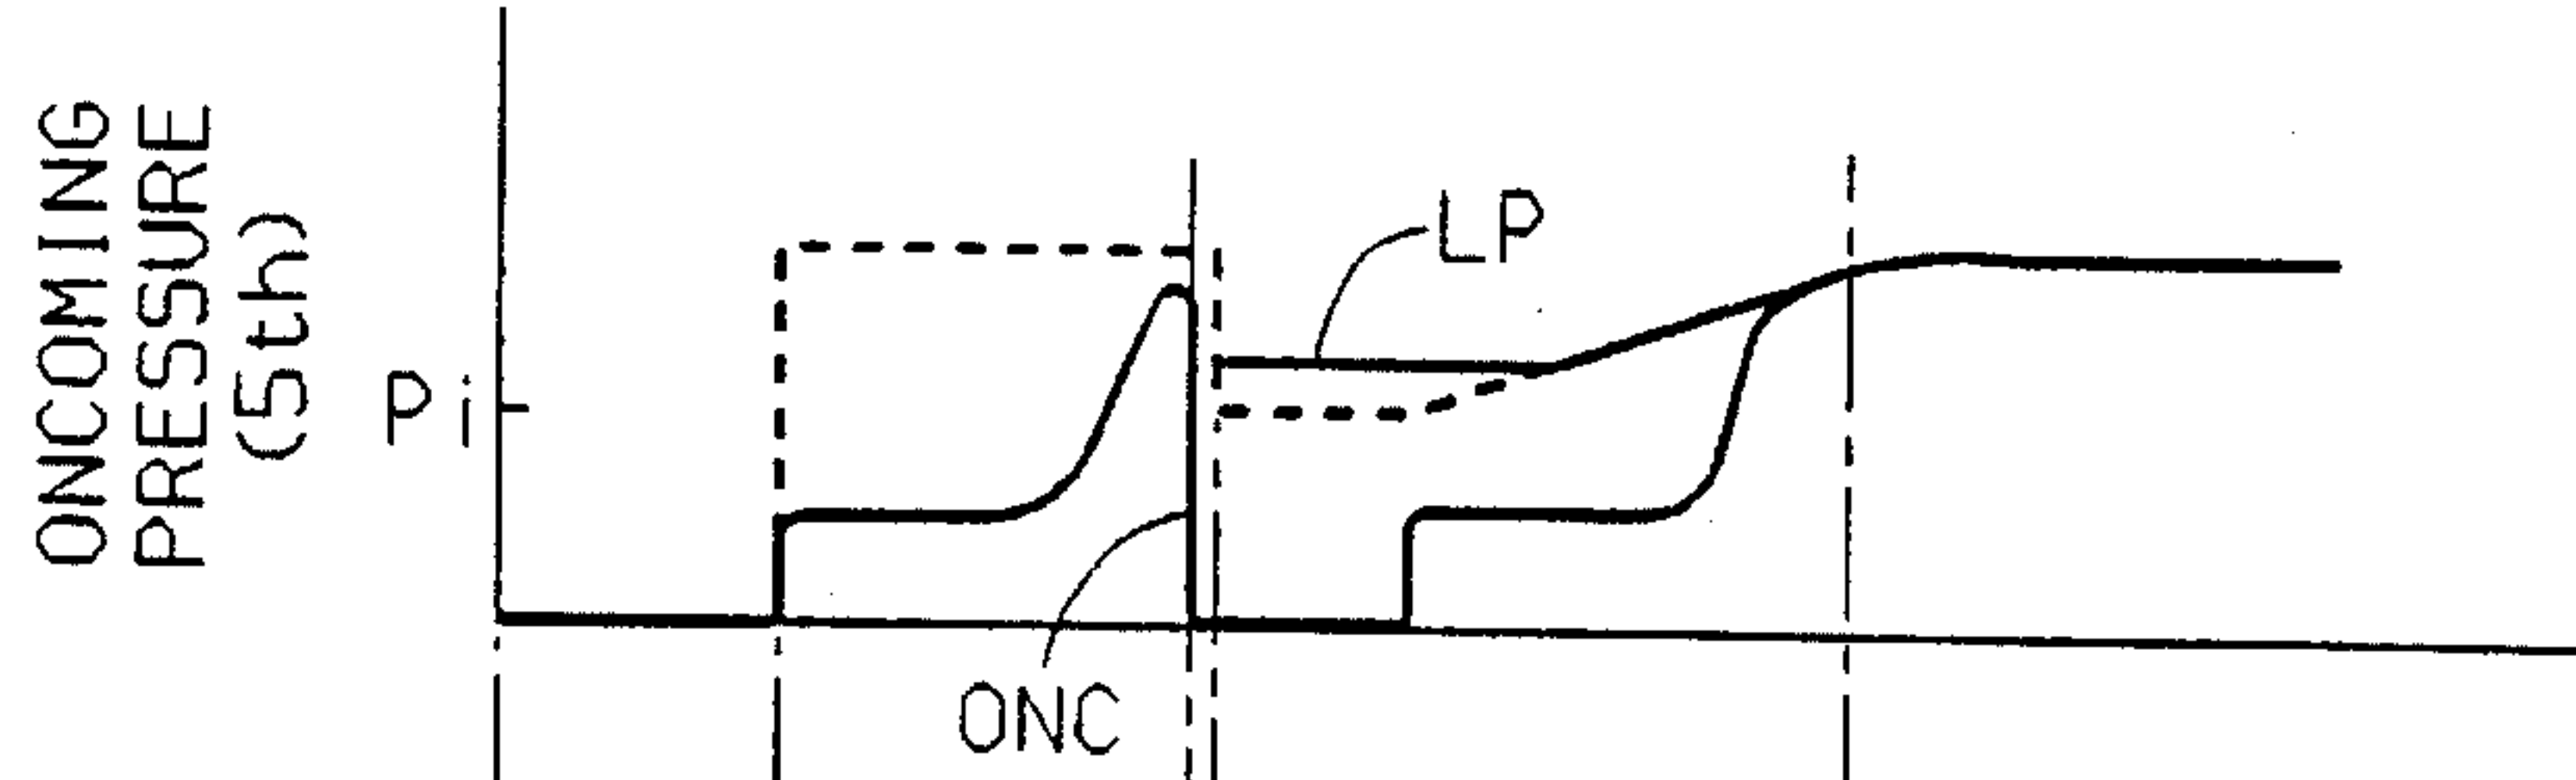 ONCOMING
PRESSURE
(5th)
Pi
LP
ONC